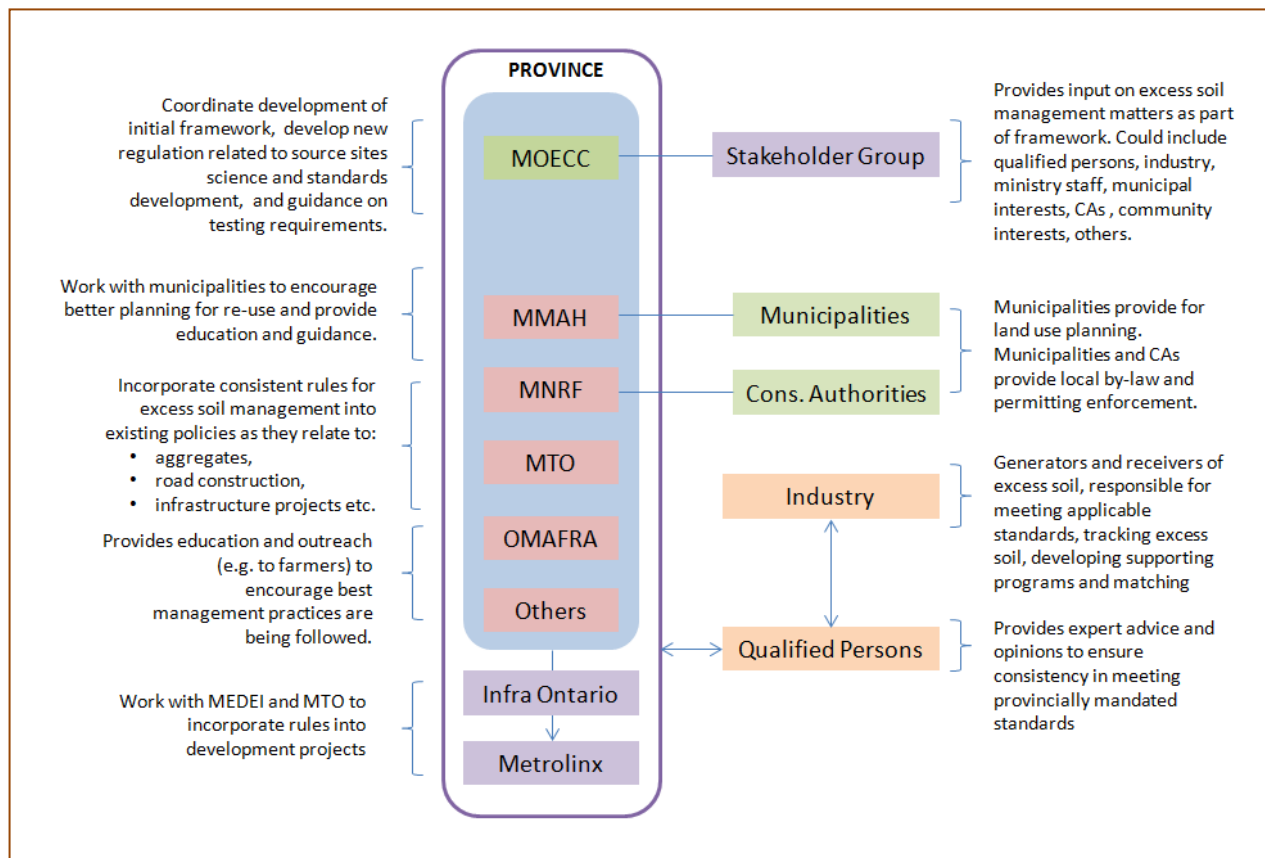 PROVINCE
Coordinate development of
initial framework, develop new
regulation related to source sites
science and standards
development, and guidance on
testing requirements.
MOECC
Stakeholder Group
Provides input on excess soil
management matters as part
of framework. Could include
qualified persons, industry,
ministry staff, municipal
interests, CAs , community
interests, others.
Work with municipalities to encourage
better planning for re-use and provide
education and guidance.
MMAH
Municipalities
Municipalities provide for
land use planning.
Municipalities and CAs
provide local by-law and
permitting enforcement.
Incorporate consistent rules for
excess soil management into
existing policies as they relate to:
• aggregates,
• road construction,
• infrastructure projects etc.
MNRF
Cons. Authorities
MTO
Industry
Generators and receivers of
excess soil, responsible for
meeting applicable
standards, tracking excess
soil, developing supporting
programs and matching
Provides education and outreach
(e.g. to farmers) to
encourage best
management practices are
being followed.
OMAFRA
Others
Qualified Persons
Provides expert advice and
opinions to ensure
consistency in meeting
provincially mandated
standards
Work with MEDEI and MTO to
incorporate rules into
development projects
Infra Ontario
Metrolinx